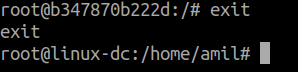 root@b347870b222d:/# exit
exit
root@linux-dc:/home/amil#